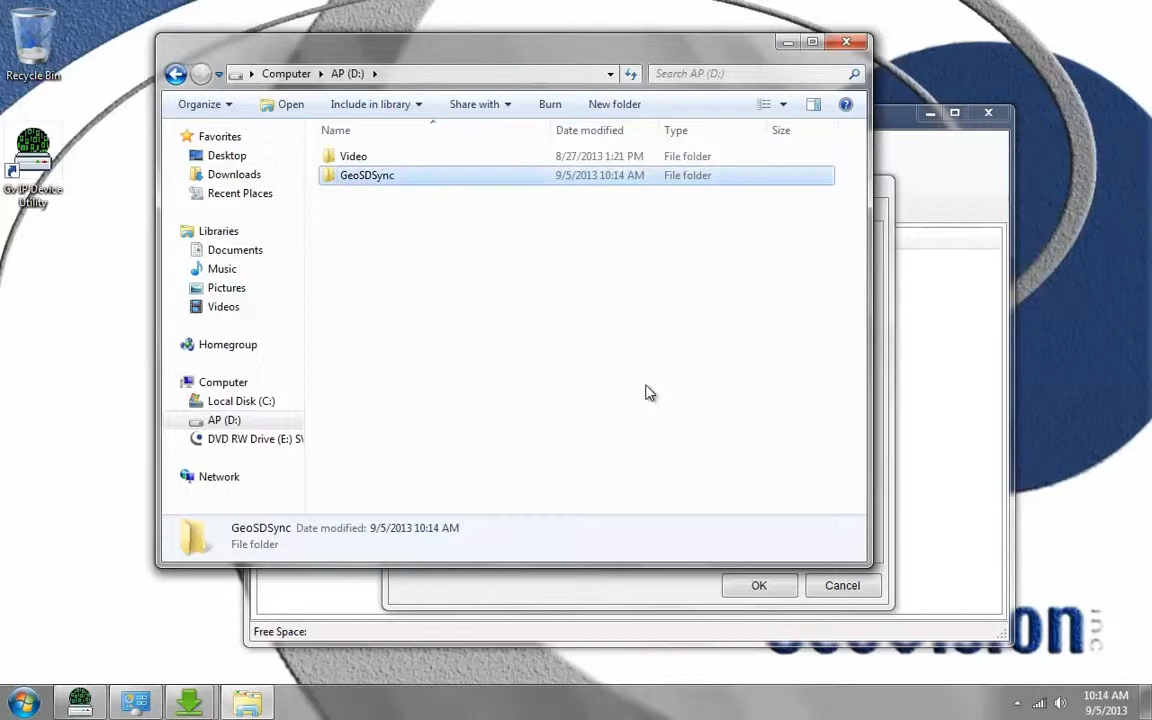 Recycle Bin
Gv IP Device
Utility
Computer
AP (D:)
Search AP (D:)
Organize
Open
Include in library
Share with
Burn
New folder
Name
Date modified
Type
Size
Favorites
Desktop
Downloads
Recent Places
Libraries
Documents
Music
Pictures
Videos
Homegroup
Computer
Local Disk (C:)
AP (D:)
DVD RW Drive (E:) SV
Network
Video 8/27/2013 1:21 PM File folder
GeoSDSync 9/5/2013 10:14 AM File folder
GeoSDSync Date modified: 9/5/2013 10:14 AM
File folder
OK
Cancel
Free Space:
10:14 AM
9/5/2013